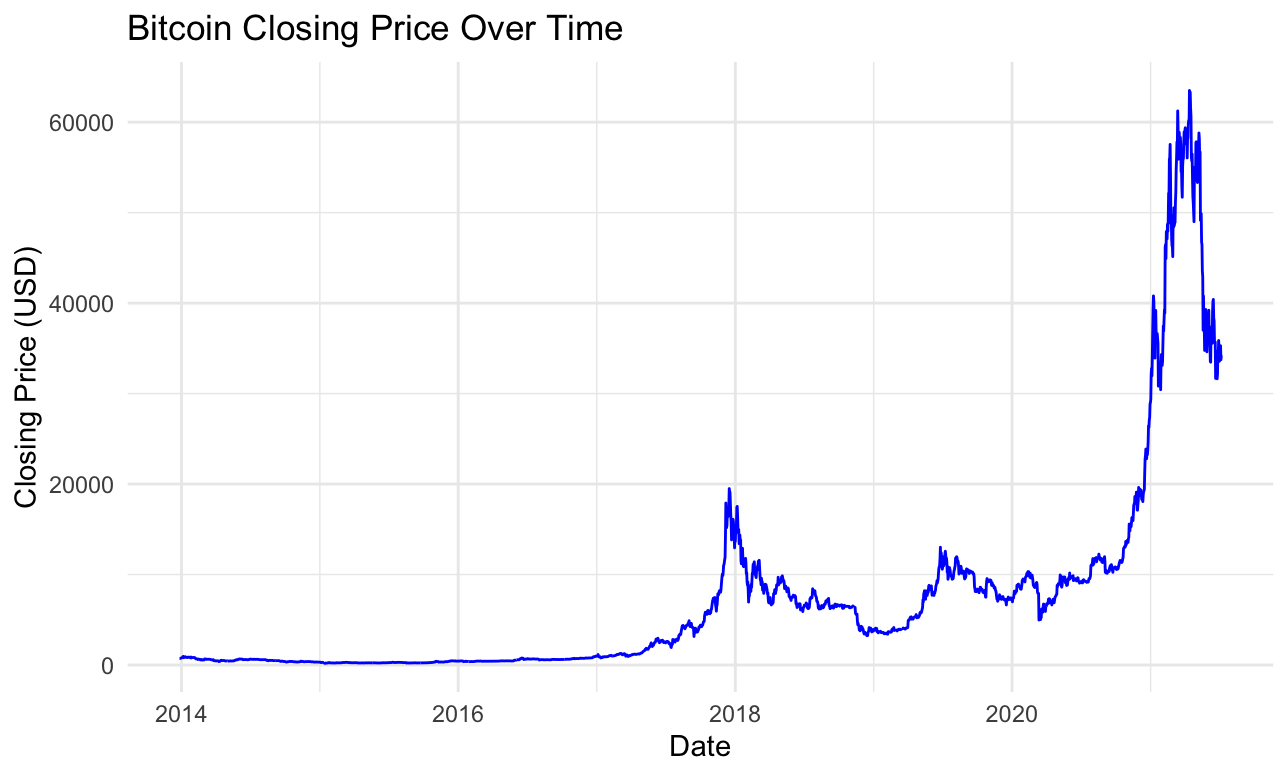 Bitcoin Closing Price Over Time
Closing Price (USD)
60000
40000
20000
0
2014 2016 2018 2020
Date